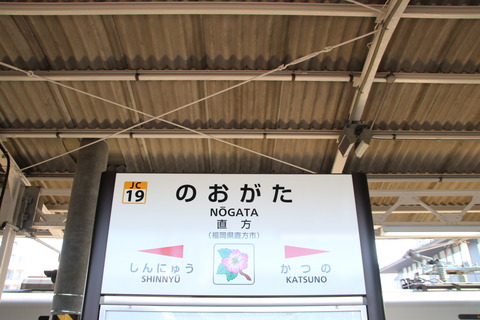 JC
19
のおがた
NŌGATA
直方
(福岡県直方市)
しんにゅう
SHINNYŪ
かつの
KATSUNO